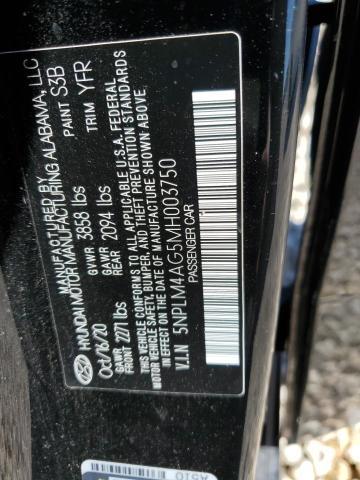 MANUFACTURED BY
HYUNDAI MOTOR MANUFACTURING ALABAMA, LLC
Oct/16/20 GVWR 3858 lbs PAINT S3B
GAWR FRONT 2271 lbs GAWR REAR 2094 lbs TRIM YFR
THIS VEHICLE CONFORMS TO ALL APPLICABLE U.S.A. FEDERAL
MOTOR VEHICLE SAFETY, BUMPER, AND THEFT PREVENTION STANDARDS
IN EFFECT ON THE DATE OF MANUFACTURE SHOWN ABOVE
V.I.N 5NPLM4AG5MH003750
PASSENGER CAR
A510